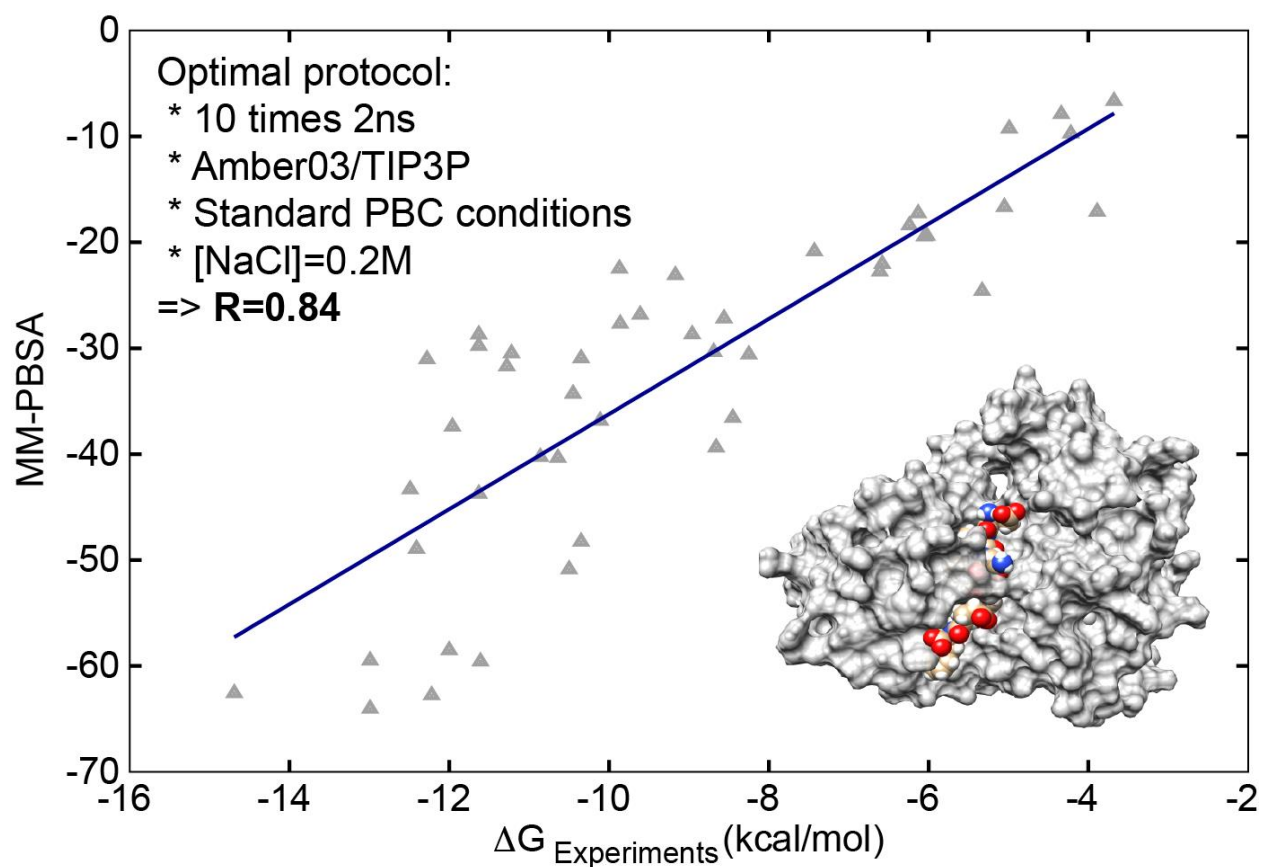 0
Optimal protocol:
* 10 times 2ns
-10
* Amber03/TIP3P
* Standard PBC conditions
-20
* [NaCl]=0.2M
=> R=0.84
-30
MM-PBSA
-40
-50
-60
-70
-16 -14 -12 -10 -8 -6 -4 -2
ΔG Experiments (kcal/mol)